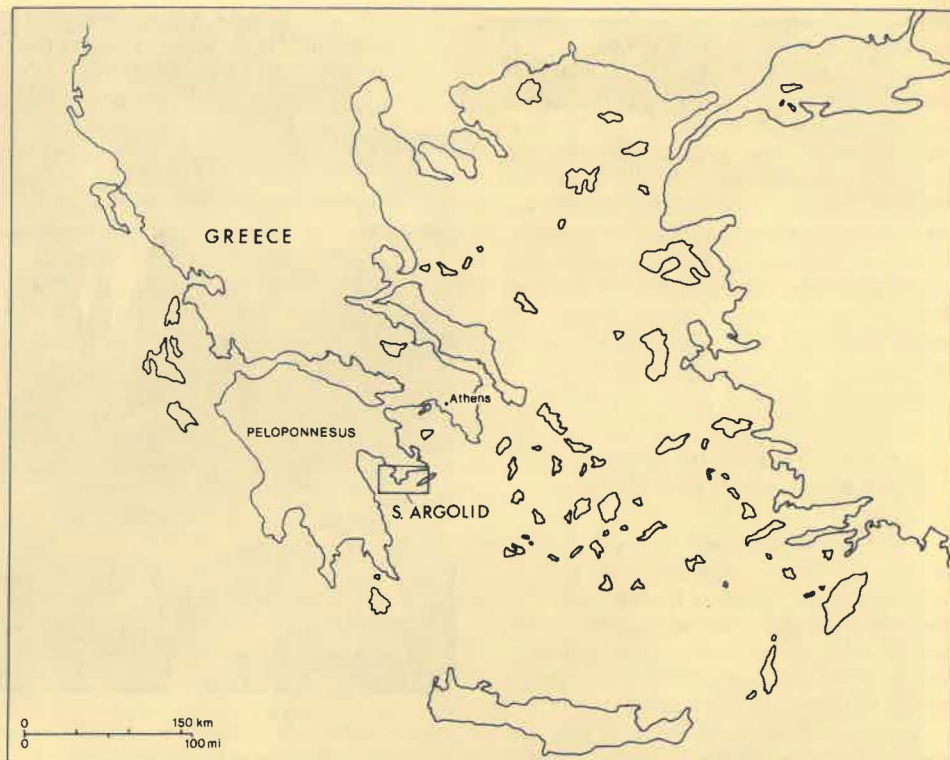 GREECE
Athens
PELOPONNESUS
S. ARGOLID
0 150 km
0 100 mi